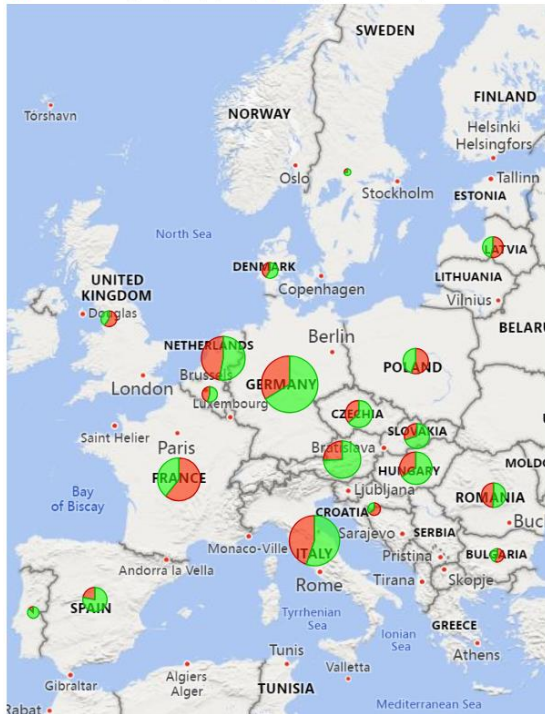 SWEDEN
NORWAY
FINLAND
Tórshavn
Helsinki
Helsingfors
Oslo
Stockholm
Tallinn
ESTONIA
North Sea
LATVIA
DENMARK
LITHUANIA
UNITED
KINGDOM
Copenhagen
Vilnius
Douglas
BELARU
NETHERLANDS
Berlin
London
Brussels
GERMANY
POLAND
Luxembourg
CZECHIA
Saint Helier
SLOVAKIA
Paris
Bratislava
MOLDO
FRANCE
HUNGARY
Bay
of Biscay
Ljubljana
ROMANIA
CROATIA
Buch
Monaco-Ville
ITALY
Sarajevo
SERBIA
Pristina
BULGARIA
Andorra la Vella
Rome
Tirana
Skopje
SPAIN
Tyrrhenian
Sea
GREECE
Ionian
Sea
Athens
Gibraltar
Algiers
Alger
Tunis
Valletta
TUNISIA
Rabat
Mediterranean Sea